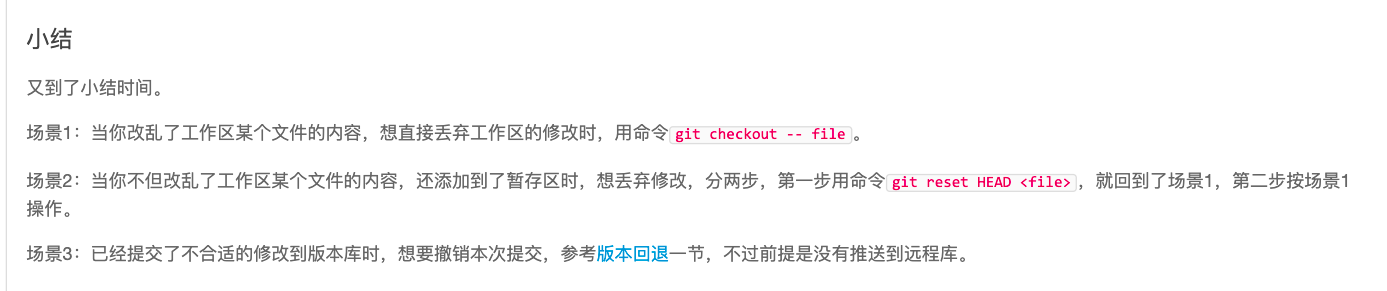 小结
又到了小结时间。
场景1：当你改乱了工作区某个文件的内容，想直接丢弃工作区的修改时，用命令git checkout -- file。
场景2：当你不但改乱了工作区某个文件的内容，还添加到了暂存区时，想丢弃修改，分两步，第一步用命令git reset HEAD <file>，就回到了场景1，第二步按场景1
操作。
场景3：已经提交了不合适的修改到版本库时，想要撤销本次提交，参考版本回退一节，不过前提是没有推送到远程库。